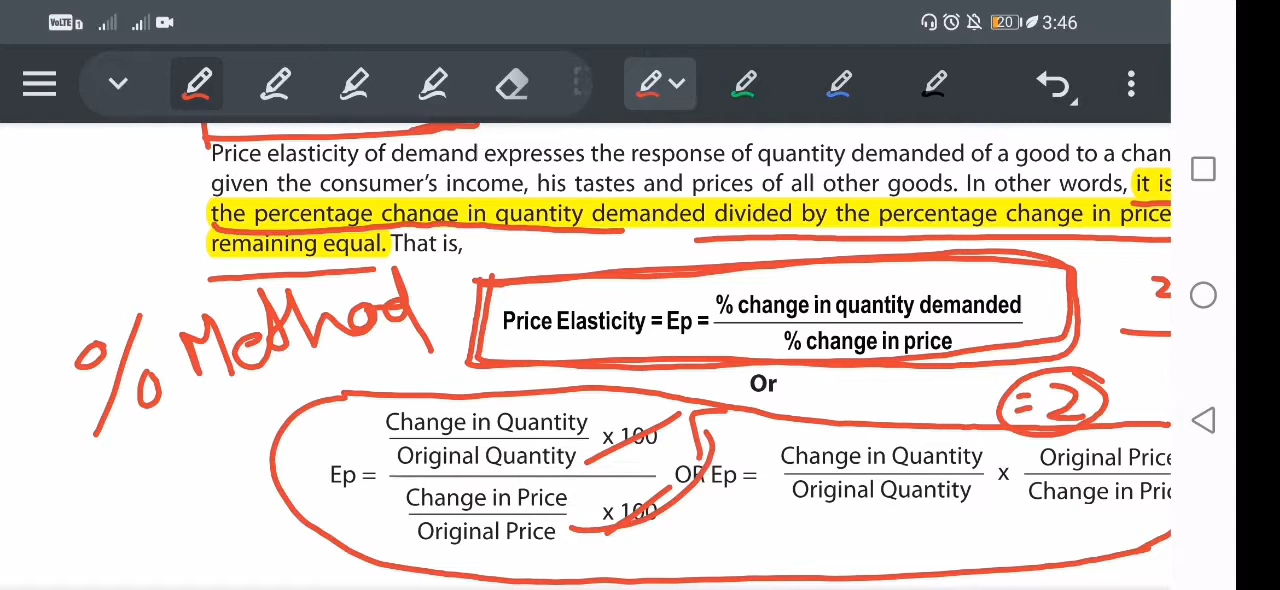 VoLTE 1 20 3:46
Price elasticity of demand expresses the response of quantity demanded of a good to a chan
given the consumer's income, his tastes and prices of all other goods. In other words, it is
the percentage change in quantity demanded divided by the percentage change in price
remaining equal. That is,
% Method
Price Elasticity = Ep = % change in quantity demanded
% change in price
2
Or
= 2
Change in Quantity
Original Quantity x 100
Ep =
Change in Price
Original Price x 100
OR Ep = Change in Quantity x Original Price
Original Quantity Change in Pric